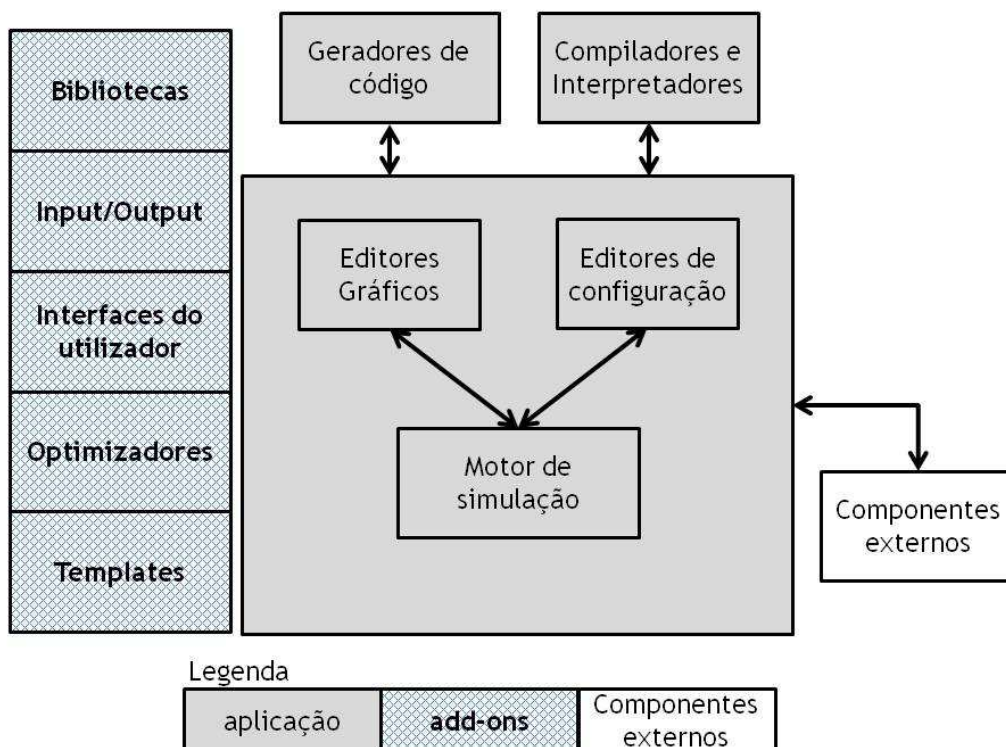 Bibliotecas
Input/Output
Interfaces do
utilizador
Optimizadores
Templates
Geradores de
código
Compiladores e
Interpretadores
Editores
Gráficos
Editores de
configuração
Motor de
simulação
Componentes
externos
Legenda
aplicação
add-ons
Componentes
externos